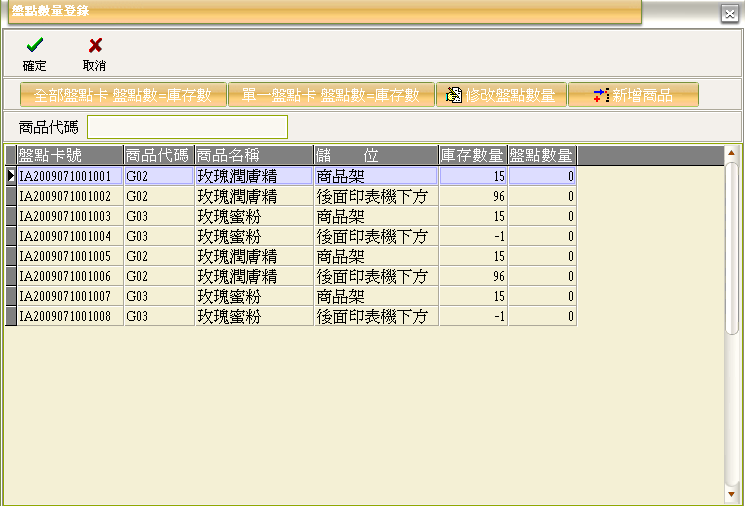 盤點數量登錄
確定 取消
全部盤點卡 盤點數=庫存數 單一盤點卡 盤點數=庫存數 修改盤點數量 新增商品
商品代碼
盤點卡號 商品代碼 商品名稱 儲 位 庫存數量 盤點數量
IA2009071001001 G02 玫瑰潤膚精 商品架 15 0
IA2009071001002 G02 玫瑰潤膚精 後面印表機下方 96 0
IA2009071001003 G03 玫瑰蜜粉 商品架 15 0
IA2009071001004 G03 玫瑰蜜粉 後面印表機下方 -1 0
IA2009071001005 G02 玫瑰潤膚精 商品架 15 0
IA2009071001006 G02 玫瑰潤膚精 後面印表機下方 96 0
IA2009071001007 G03 玫瑰蜜粉 商品架 15 0
IA2009071001008 G03 玫瑰蜜粉 後面印表機下方 -1 0